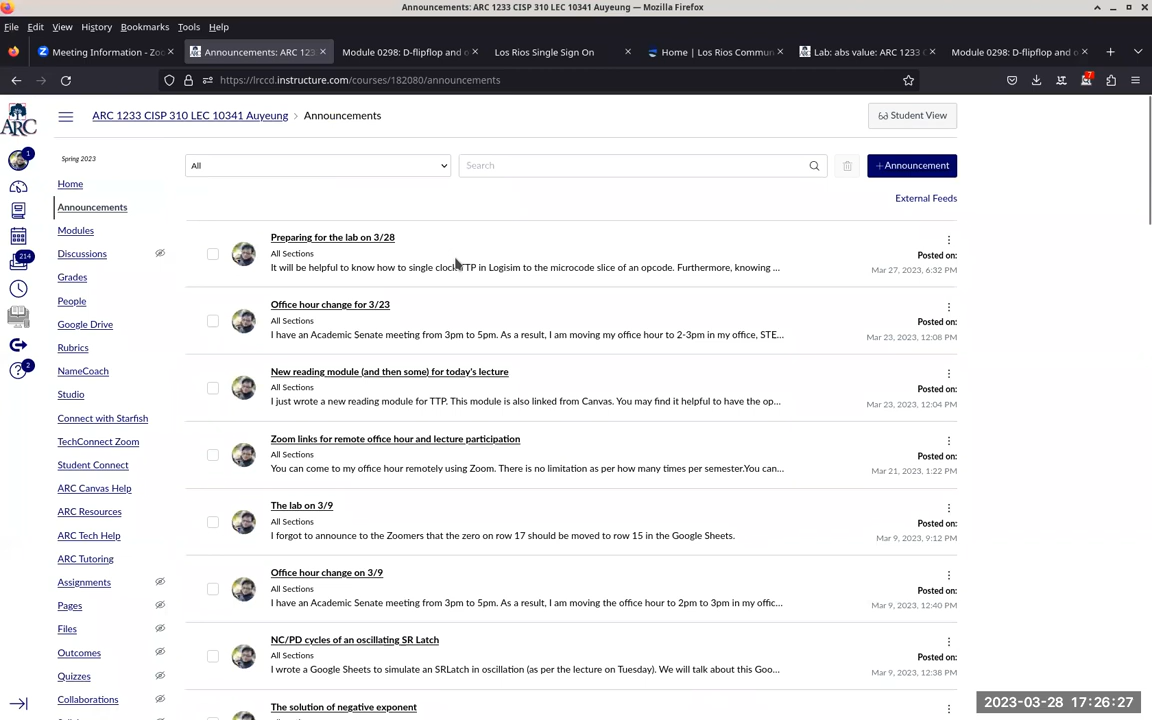 Announcements: ARC 1233 CISP 310 LEC 10341 Auyeung — Mozilla Firefox
File Edit View History Bookmarks Tools Help
Meeting Information - Zoo
Announcements: ARC 123
Module 0298: D-flipflop and o
Los Rios Single Sign On
Home | Los Rios Commun
Lab: abs value: ARC 1233 C
Module 0298: D-flipflop and o
https://lrccd.instructure.com/courses/182080/announcements
7
ARC
ARC 1233 CISP 310 LEC 10341 Auyeung > Announcements
Student View
1
214
2
Spring 2023
Home
Announcements
Modules
Discussions
Grades
People
Google Drive
Rubrics
NameCoach
Studio
Connect with Starfish
TechConnect Zoom
Student Connect
ARC Canvas Help
ARC Resources
ARC Tech Help
ARC Tutoring
Assignments
Pages
Files
Outcomes
Quizzes
Collaborations
All
Search
+ Announcement
External Feeds
Preparing for the lab on 3/28
All Sections
It will be helpful to know how to single clock TTP in Logisim to the microcode slice of an opcode. Furthermore, knowing ...
Posted on:
Mar 27, 2023, 6:32 PM
Office hour change for 3/23
All Sections
I have an Academic Senate meeting from 3pm to 5pm. As a result, I am moving my office hour to 2-3pm in my office, STE...
Posted on:
Mar 23, 2023, 12:08 PM
New reading module (and then some) for today's lecture
All Sections
I just wrote a new reading module for TTP. This module is also linked from Canvas. You may find it helpful to have the op...
Posted on:
Mar 23, 2023, 12:04 PM
Zoom links for remote office hour and lecture participation
All Sections
You can come to my office hour remotely using Zoom. There is no limitation as per how many times per semester.You can...
Posted on:
Mar 21, 2023, 1:22 PM
The lab on 3/9
All Sections
I forgot to announce to the Zoomers that the zero on row 17 should be moved to row 15 in the Google Sheets.
Posted on:
Mar 9, 2023, 9:12 PM
Office hour change on 3/9
All Sections
I have an Academic Senate meeting from 3pm to 5pm. As a result, I am moving the office hour to 2pm to 3pm in my offic...
Posted on:
Mar 9, 2023, 12:40 PM
NC/PD cycles of an oscillating SR Latch
All Sections
I wrote a Google Sheets to simulate an SRLatch in oscillation (as per the lecture on Tuesday). We will talk about this Goo...
Posted on:
Mar 9, 2023, 12:38 PM
The solution of negative exponent
2023-03-28 17:26:27